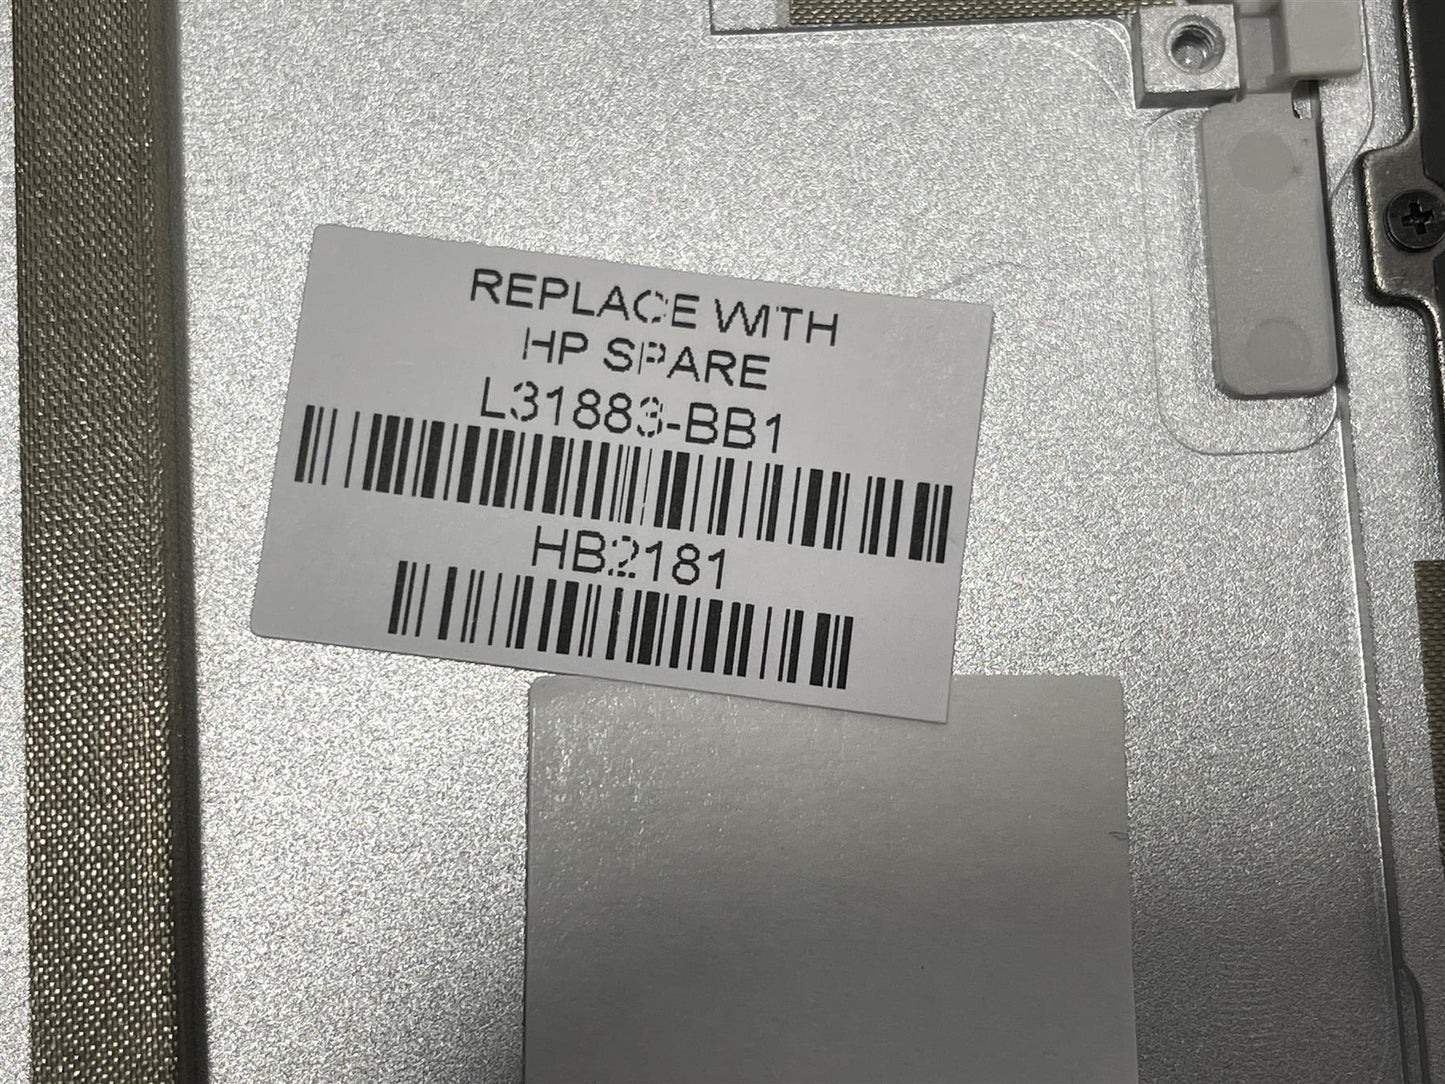 REPLACE WITH
HP SPARE
L31883-BB1
HB2181